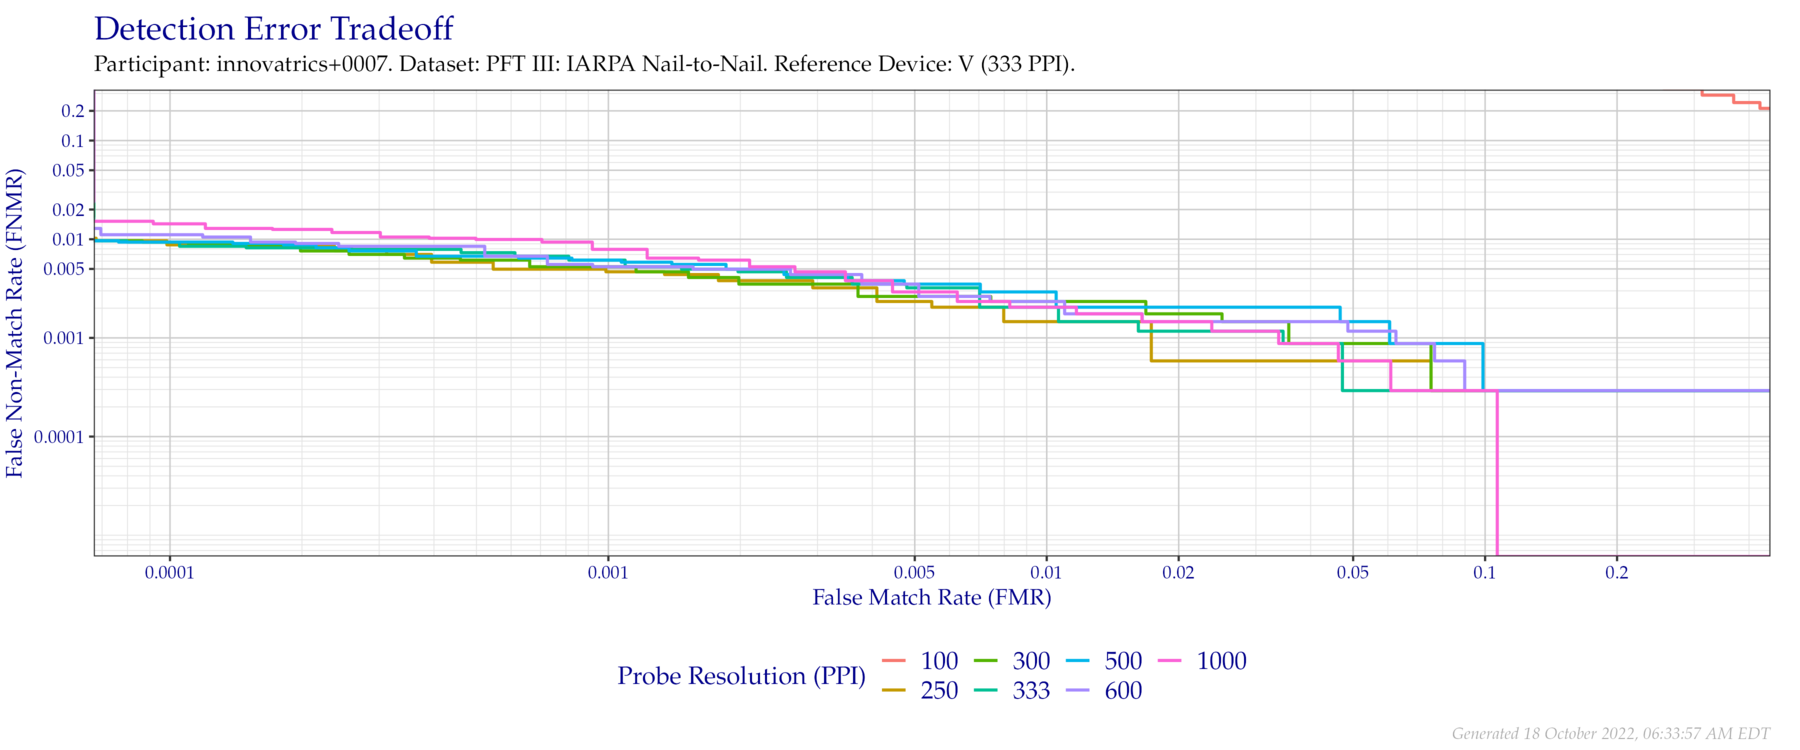 Detection Error Tradeoff
Participant: innovatrics+0007. Dataset: PFT III: IARPA Nail-to-Nail. Reference Device: V (333 PPI).
False Non-Match Rate (FNMR)
0.2
0.1
0.05
0.02
0.01
0.005
0.001
0.0001
0.0001 0.001 0.005 0.01 0.02 0.05 0.1 0.2
False Match Rate (FMR)
Probe Resolution (PPI)
100 300 500 1000
250 333 600
Generated 18 October 2022, 06:33:57 AM EDT